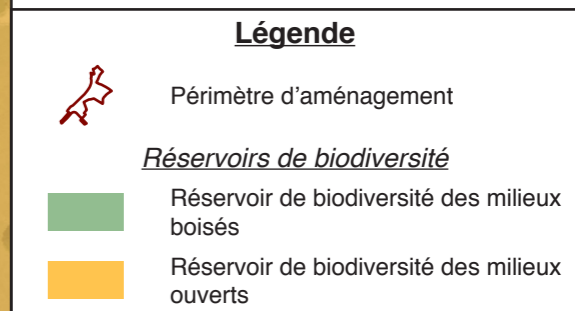 Légende
Périmètre d'aménagement
Réservoirs de biodiversité
Réservoir de biodiversité des milieux
boisés
Réservoir de biodiversité des milieux
ouverts